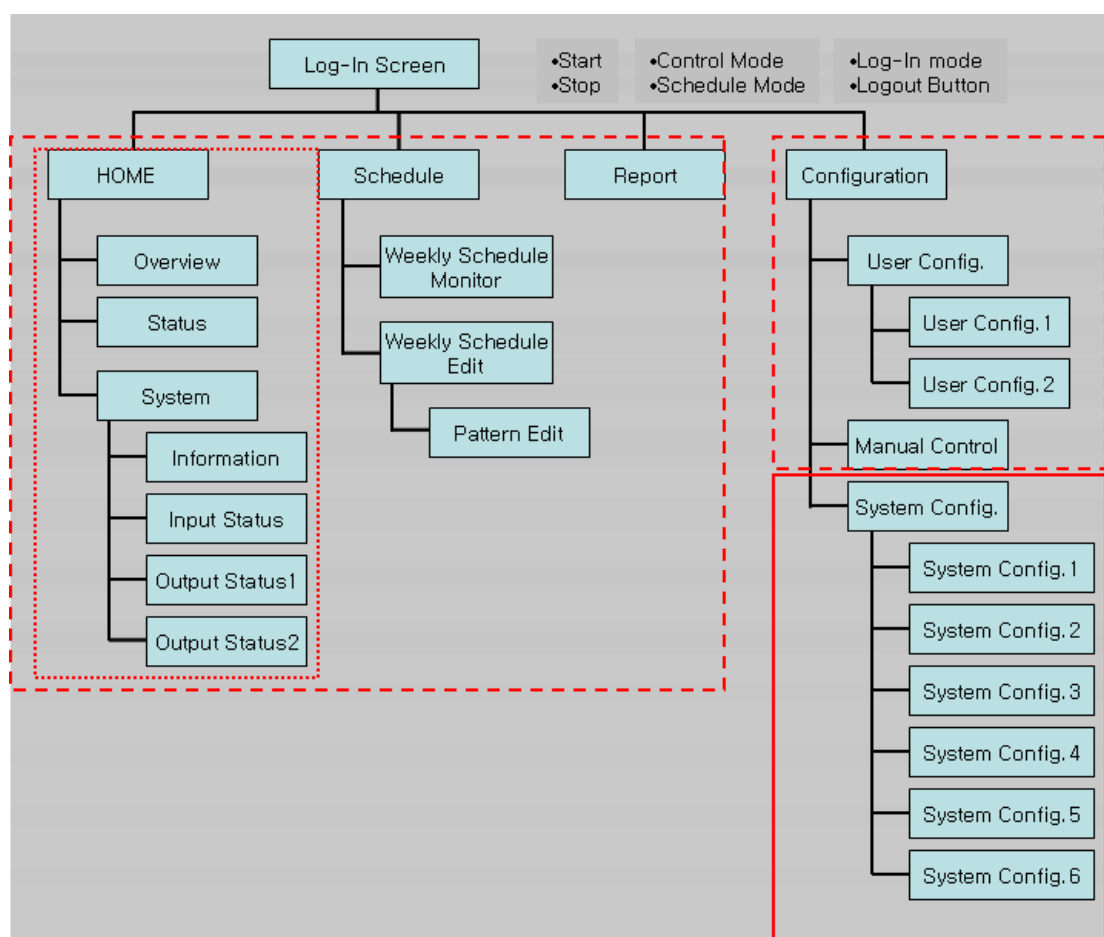 Log-In Screen
•Start
•Stop
•Control Mode
•Schedule Mode
•Log-In mode
•Logout Button
HOME
Overview
Status
System
Information
Input Status
Output Status1
Output Status2
Schedule
Weekly Schedule
Monitor
Weekly Schedule
Edit
Pattern Edit
Report
Configuration
User Config.
User Config. 1
User Config. 2
Manual Control
System Config.
System Config. 1
System Config. 2
System Config. 3
System Config. 4
System Config. 5
System Config. 6